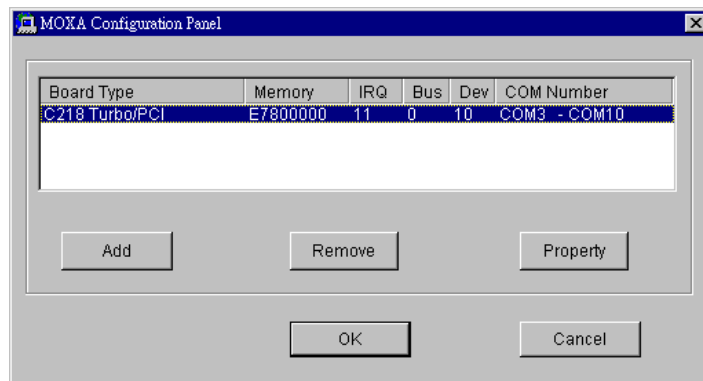 MOXA Configuration Panel
Board Type Memory IRQ Bus Dev COM Number
C218 Turbo/PCI E7800000 11 0 10 COM3 - COM10
Add Remove Property
OK Cancel